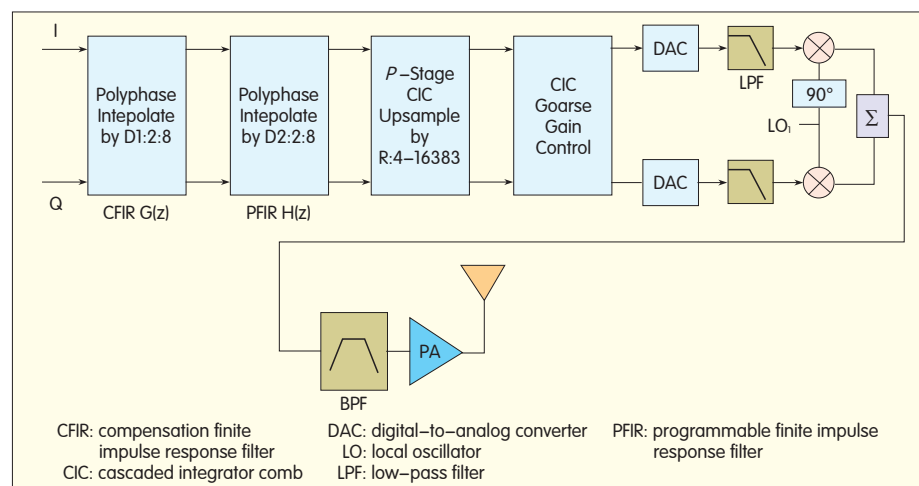 I
Q
Polyphase
Intepolate
by D1:2:8
CFIR G(z)
Polyphase
Intepolate
by D2:2:8
PFIR H(z)
P–Stage
CIC
Upsample
by
R:4–16383
CIC
Goarse
Gain
Control
DAC
LPF
90°
LO₁
Σ
DAC
BPF
PA
CFIR: compensation finite
impulse response filter
CIC: cascaded integrator comb
DAC: digital–to–analog converter
LO: local oscillator
LPF: low–pass filter
PFIR: programmable finite impulse
response filter